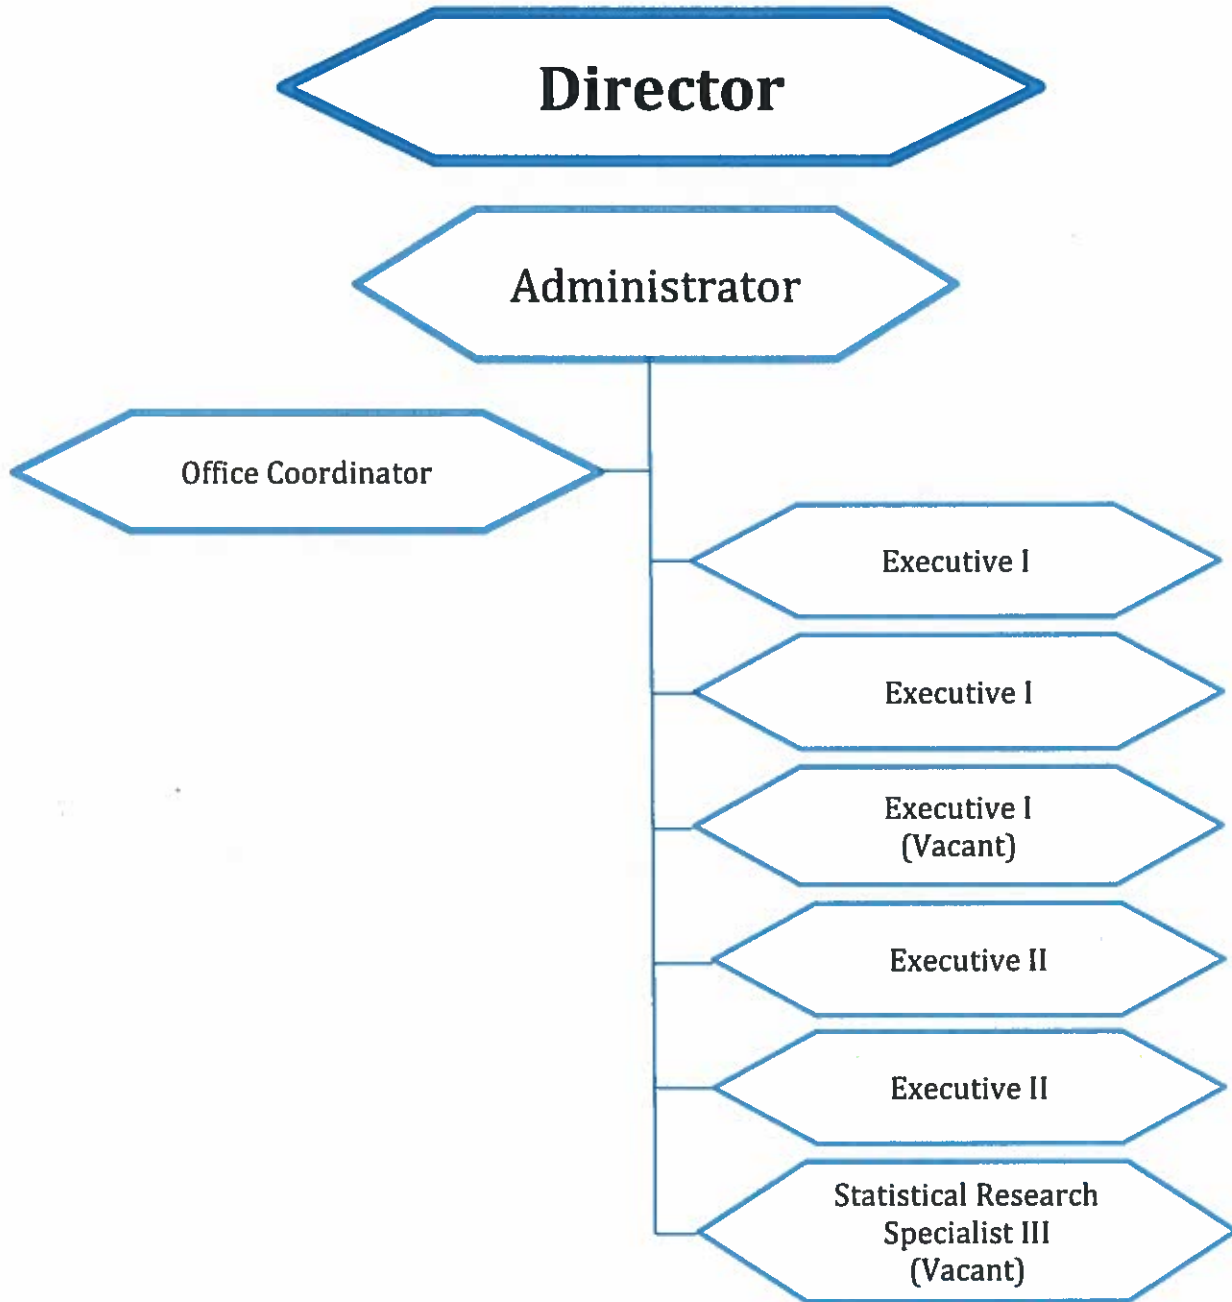 Director
Administrator
Office Coordinator
Executive I
Executive I
Executive I
(Vacant)
Executive II
Executive II
Statistical Research
Specialist III
(Vacant)